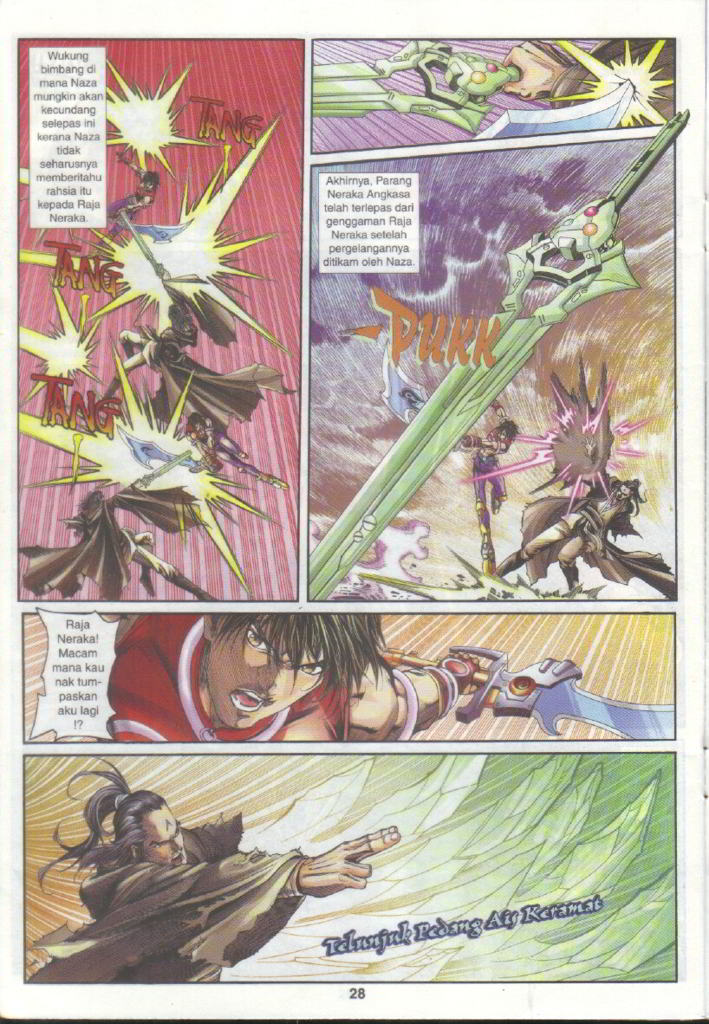 Wukung
bimbang di
mana Naza
mungkin akan
kecundang
selepas ini
kerana Naza
tidak
seharusnya
memberitahu
rahsia itu
kepada Raja
Neraka.
TANG
TANG
TANG
Akhirnya, Parang
Neraka Angkasa
telah terlepas dari
genggaman Raja
Neraka setelah
pergelangannya
ditikam oleh Naza.
PUKK
Raja
Neraka!
Macam
mana kau
nak tum-
paskan
aku lagi
!?
Telunjuk Pedang Air Keramat
28